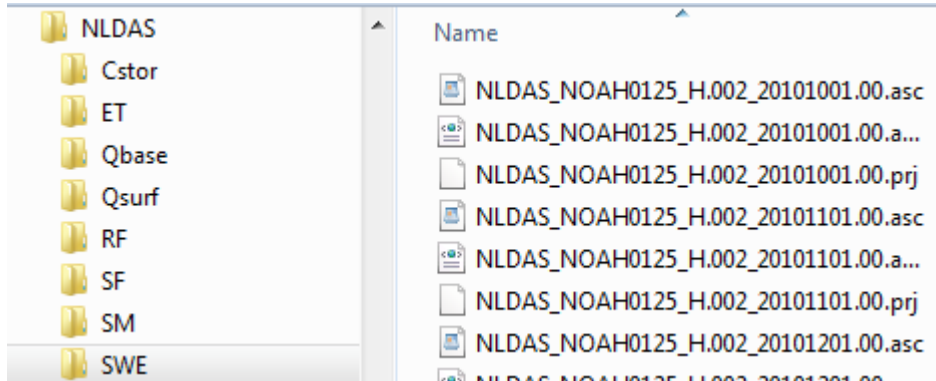 NLDAS
Cstor
ET
Qbase
Qsurf
RF
SF
SM
SWE
Name
NLDAS_NOAH0125_H.002_20101001.00.asc
NLDAS_NOAH0125_H.002_20101001.00.a...
NLDAS_NOAH0125_H.002_20101001.00.prj
NLDAS_NOAH0125_H.002_20101101.00.asc
NLDAS_NOAH0125_H.002_20101101.00.a...
NLDAS_NOAH0125_H.002_20101101.00.prj
NLDAS_NOAH0125_H.002_20101201.00.asc